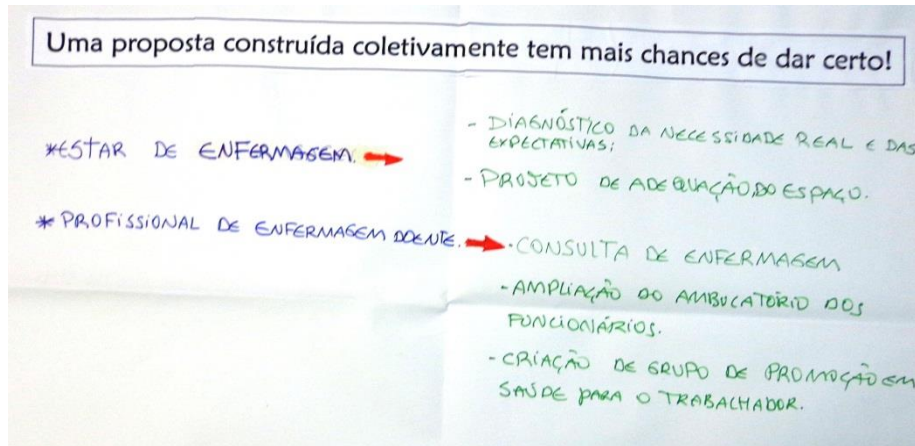 Uma proposta construída coletivamente tem mais chances de dar certo!
*ESTAR DE ENFERMAGEM.
- DIAGNÓSTICO DA NECESSIDADE REAL E DAS
EXPECTATIVAS;
- PROJETO DE ADEQUAÇÃO DO ESPAÇO.
* PROFISSIONAL DE ENFERMAGEM DOENTE.
- CONSULTA DE ENFERMAGEM
- AMPLIAÇÃO DO AMBULATÓRIO DOS
FUNCIONÁRIOS.
- CRIAÇÃO DE GRUPO DE PROMOÇÃO EM
SAÚDE PARA O TRABALHADOR.